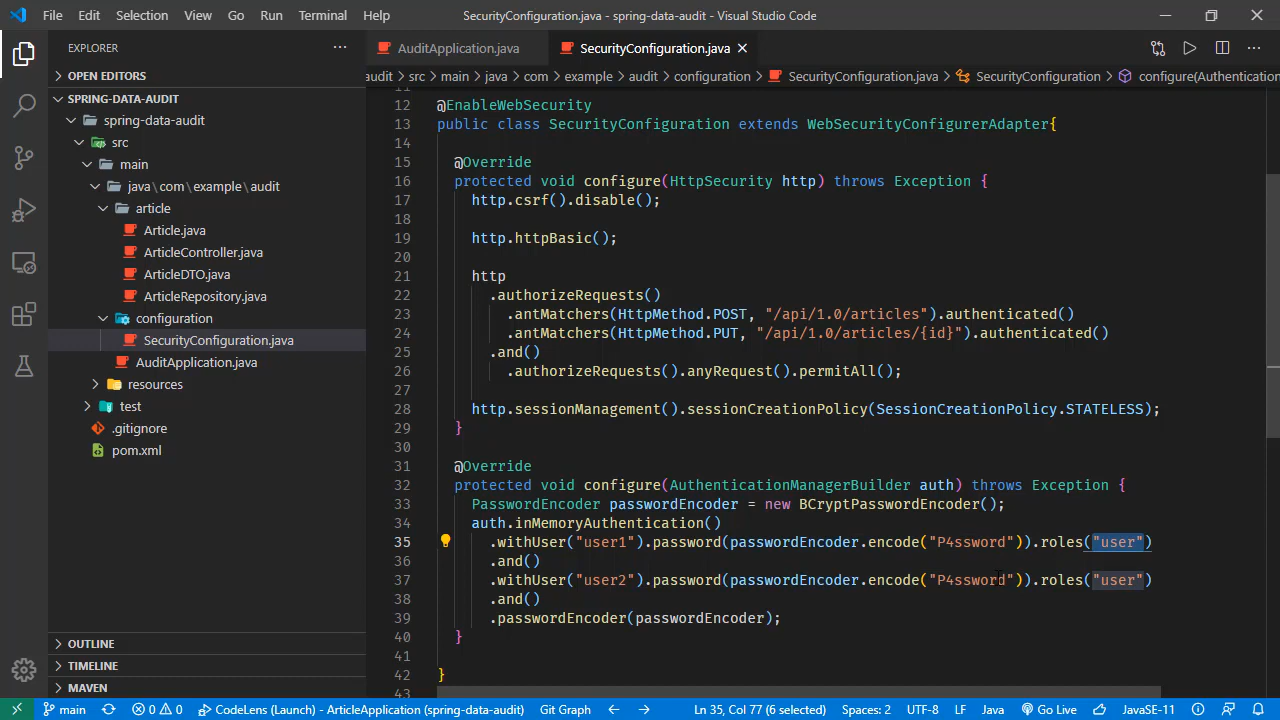 File Edit Selection View Go Run Terminal Help SecurityConfiguration.java - spring-data-audit - Visual Studio Code
EXPLORER
OPEN EDITORS
SPRING-DATA-AUDIT
spring-data-audit
src
main
java\com\example\audit
article
Article.java
ArticleController.java
ArticleDTO.java
ArticleRepository.java
configuration
SecurityConfiguration.java
AuditApplication.java
resources
test
.gitignore
pom.xml
OUTLINE
TIMELINE
MAVEN
AuditApplication.java SecurityConfiguration.java
audit > src > main > java > com > example > audit > configuration > SecurityConfiguration.java > SecurityConfiguration > configure(Authentication
11
12 @EnableWebSecurity
13 public class SecurityConfiguration extends WebSecurityConfigurerAdapter{
14
15 @Override
16 protected void configure(HttpSecurity http) throws Exception {
17 http.csrf().disable();
18
19 http.httpBasic();
20
21 http
22 .authorizeRequests()
23 .antMatchers(HttpMethod.POST, "/api/1.0/articles").authenticated()
24 .antMatchers(HttpMethod.PUT, "/api/1.0/articles/{id}").authenticated()
25 .and()
26 .authorizeRequests().anyRequest().permitAll();
27
28 http.sessionManagement().sessionCreationPolicy(SessionCreationPolicy.STATELESS);
29 }
30
31 @Override
32 protected void configure(AuthenticationManagerBuilder auth) throws Exception {
33 PasswordEncoder passwordEncoder = new BCryptPasswordEncoder();
34 auth.inMemoryAuthentication()
35 .withUser("user1").password(passwordEncoder.encode("P4ssword")).roles("user")
36 .and()
37 .withUser("user2").password(passwordEncoder.encode("P4ssword")).roles("user")
38 .and()
39 .passwordEncoder(passwordEncoder);
40 }
41
42 }
43
main 0 0 CodeLens (Launch) - ArticleApplication (spring-data-audit) Git Graph Ln 35, Col 77 (6 selected) Spaces: 2 UTF-8 LF Java JavaSE-11 Go Live